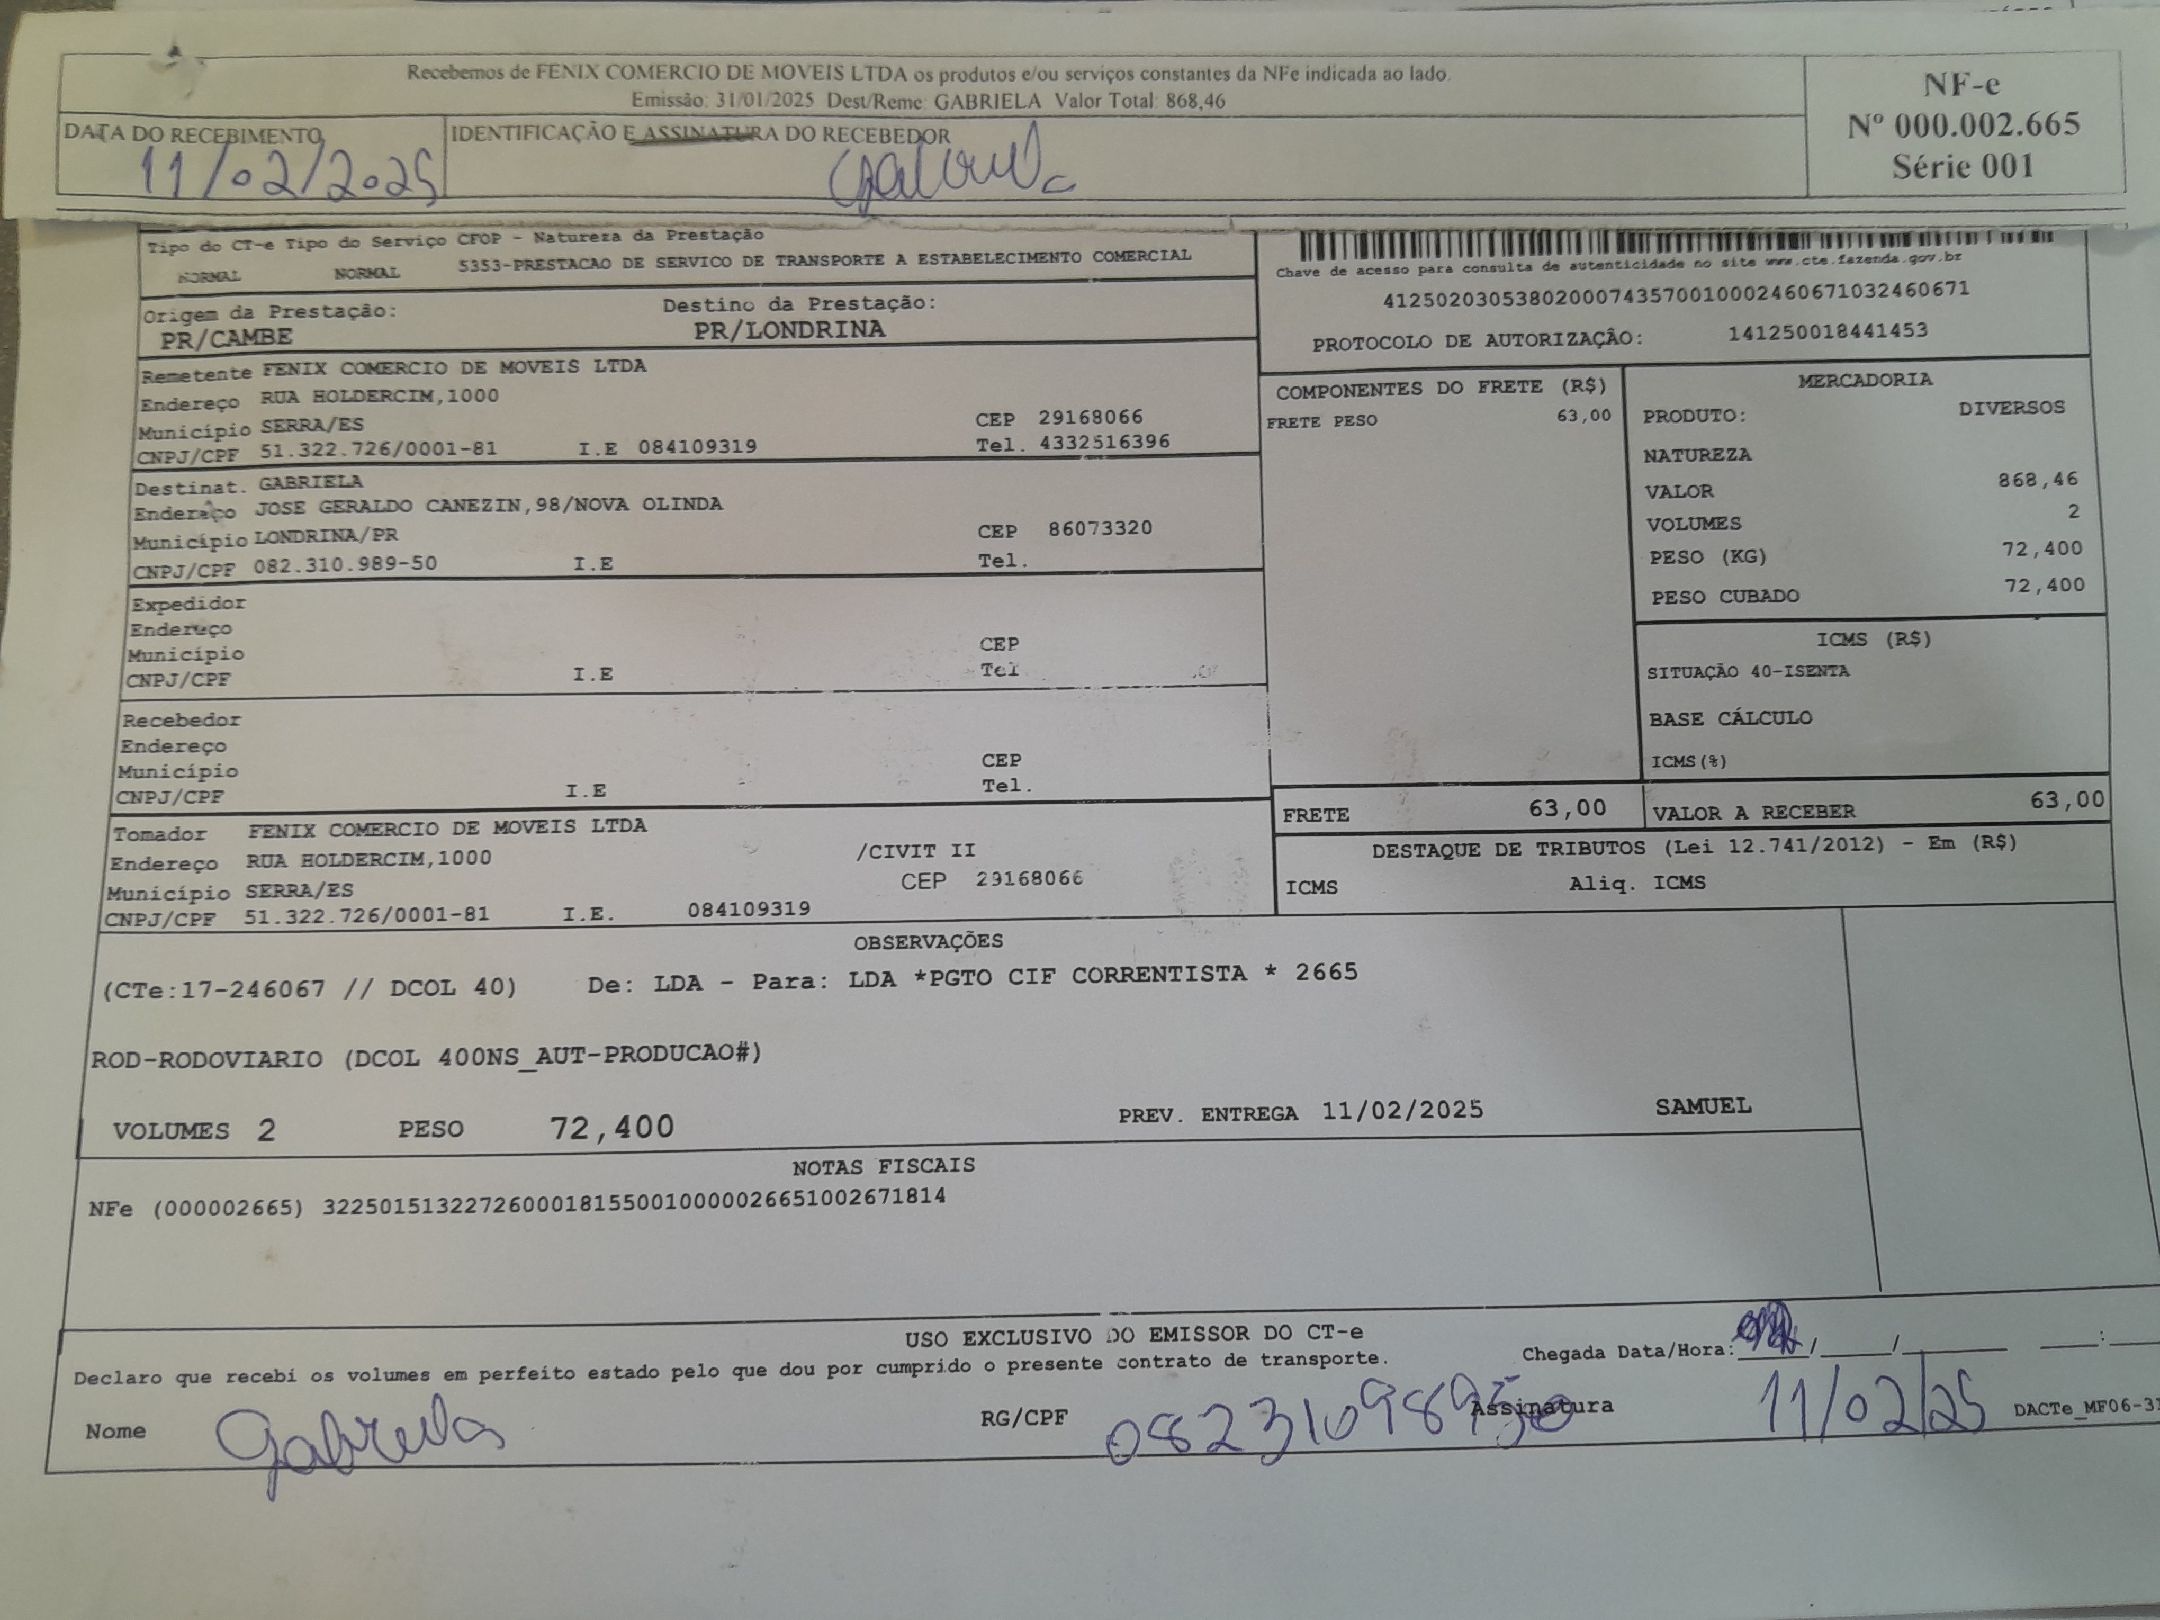 Recebemos de FENIX COMERCIO DE MOVEIS LTDA os produtos e/ou serviços constantes da NFe indicada ao lado.
Emissão: 31/01/2025 Dest/Reme: GABRIELA Valor Total: 868,46
NF-e
Nº 000.002.665
Série 001
DATA DO RECEBIMENTO
11/02/2025
IDENTIFICAÇÃO E ASSINATURA DO RECEBEDOR
Tipo do CT-e Tipo do Serviço CFOP - Natureza da Prestação
NORMAL NORMAL 5353-PRESTACAO DE SERVICO DE TRANSPORTE A ESTABELECIMENTO COMERCIAL
Chave de acesso para consulta de autenticidade no site www.cte.fazenda.gov.br
41250203053802000743570010002460671032460671
PROTOCOLO DE AUTORIZAÇÃO: 141250018441453
Origem da Prestação: Destino da Prestação:
PR/CAMBE PR/LONDRINA
Remetente FENIX COMERCIO DE MOVEIS LTDA
Endereço RUA HOLDERCIM,1000
Município SERRA/ES CEP 29168066
CNPJ/CPF 51.322.726/0001-81 I.E 084109319 Tel. 4332516396
Destinat. GABRIELA
Endereço JOSE GERALDO CANEZIN,98/NOVA OLINDA
Município LONDRINA/PR CEP 86073320
CNPJ/CPF 082.310.989-50 I.E Tel.
Expedidor
Endereço
Município CEP
CNPJ/CPF I.E Tel
Recebedor
Endereço
Município CEP
CNPJ/CPF I.E Tel.
Tomador FENIX COMERCIO DE MOVEIS LTDA
Endereço RUA HOLDERCIM,1000 /CIVIT II
Município SERRA/ES CEP 29168066
CNPJ/CPF 51.322.726/0001-81 I.E. 084109319
COMPONENTES DO FRETE (R$)
FRETE PESO 63,00
MERCADORIA
PRODUTO: DIVERSOS
NATUREZA
VALOR 868,46
VOLUMES 2
PESO (KG) 72,400
PESO CUBADO 72,400
ICMS (R$)
SITUAÇÃO 40-ISENTA
BASE CÁLCULO
ICMS(%)
FRETE 63,00 VALOR A RECEBER 63,00
DESTAQUE DE TRIBUTOS (Lei 12.741/2012) - Em (R$)
ICMS Aliq. ICMS
OBSERVAÇÕES
(CTe:17-246067 // DCOL 40) De: LDA - Para: LDA *PGTO CIF CORRENTISTA * 2665
ROD-RODOVIARIO (DCOL 400NS_AUT-PRODUCAO#)
VOLUMES 2 PESO 72,400 PREV. ENTREGA 11/02/2025 SAMUEL
NOTAS FISCAIS
NFe (000002665) 32250151322726000181550010000026651002671814
USO EXCLUSIVO DO EMISSOR DO CT-e
Declaro que recebi os volumes em perfeito estado pelo que dou por cumprido o presente contrato de transporte.
Chegada Data/Hora: / / :
Nome Gabriela RG/CPF 08231098950 Assinatura 11/02/25